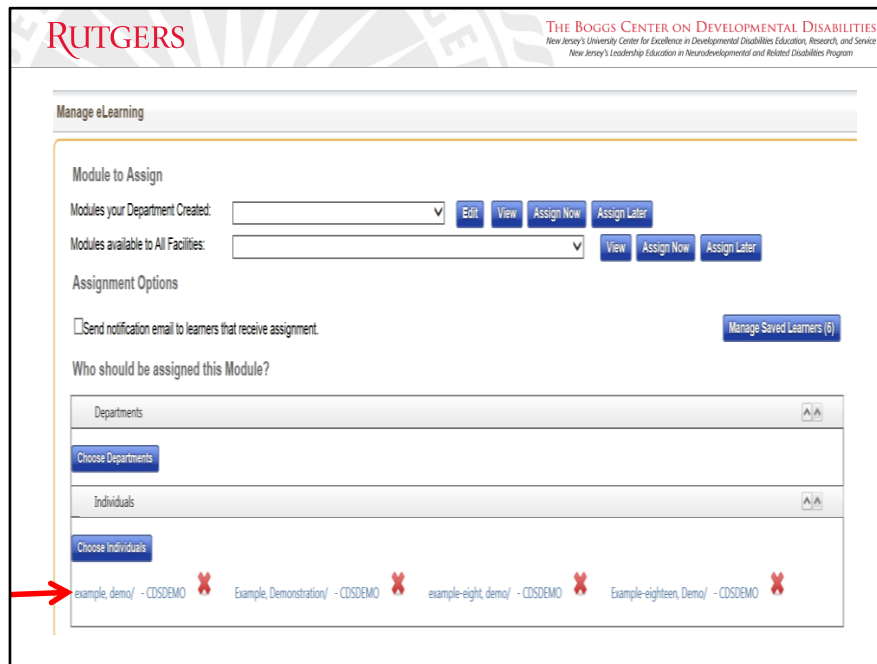 RUTGERS
THE BOGGS CENTER ON DEVELOPMENTAL DISABILITIES
New Jersey's University Center for Excellence in Developmental Disabilities Education, Research, and Service
New Jersey's Leadership Education in Neurodevelopmental and Related Disabilities Program
Manage eLearning
Module to Assign
Modules your Department Created: Edit View Assign Now Assign Later
Modules available to All Facilities: View Assign Now Assign Later
Assignment Options
Send notification email to learners that receive assignment. Manage Saved Learners (6)
Who should be assigned this Module?
Departments
Choose Departments
Individuals
Choose Individuals
example, demo/ - CDSDEMO Example, Demonstration/ - CDSDEMO example-eight, demo/ - CDSDEMO Example-eighteen, Demo/ - CDSDEMO